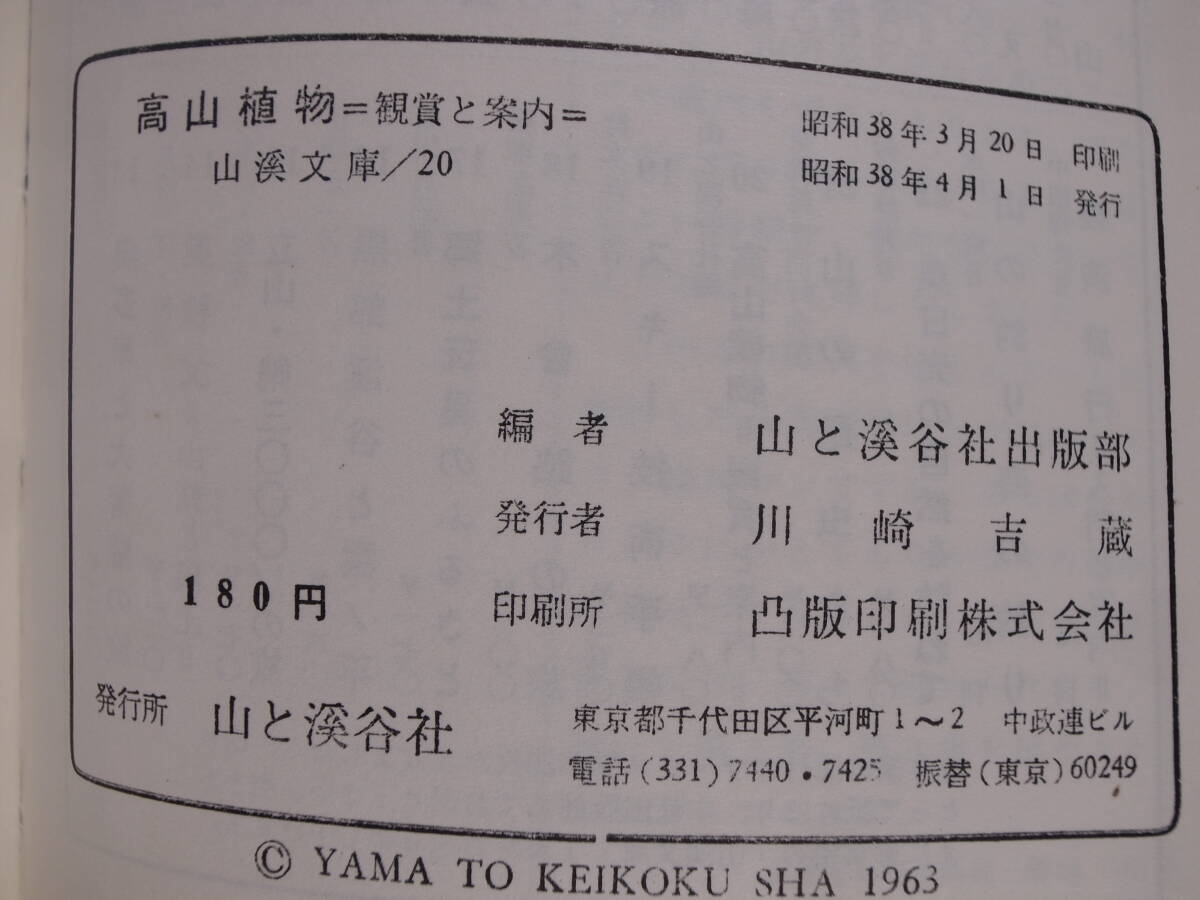 高山植物＝観賞と案内＝
山溪文庫/20
昭和38年3月20日 印刷
昭和38年4月1日 発行
編者 山と溪谷社出版部
発行者 川崎吉蔵
180円
印刷所 凸版印刷株式会社
発行所 山と溪谷社
東京都千代田区平河町1～2 中政連ビル
電話(331)7440・7425 振替(東京)60249
© YAMA TO KEIKOKU SHA 1963